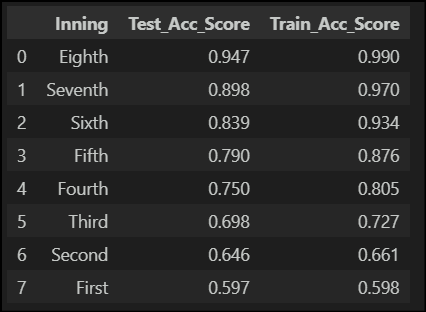 Inning Test_Acc_Score Train_Acc_Score
0 Eighth 0.947 0.990
1 Seventh 0.898 0.970
2 Sixth 0.839 0.934
3 Fifth 0.790 0.876
4 Fourth 0.750 0.805
5 Third 0.698 0.727
6 Second 0.646 0.661
7 First 0.597 0.598